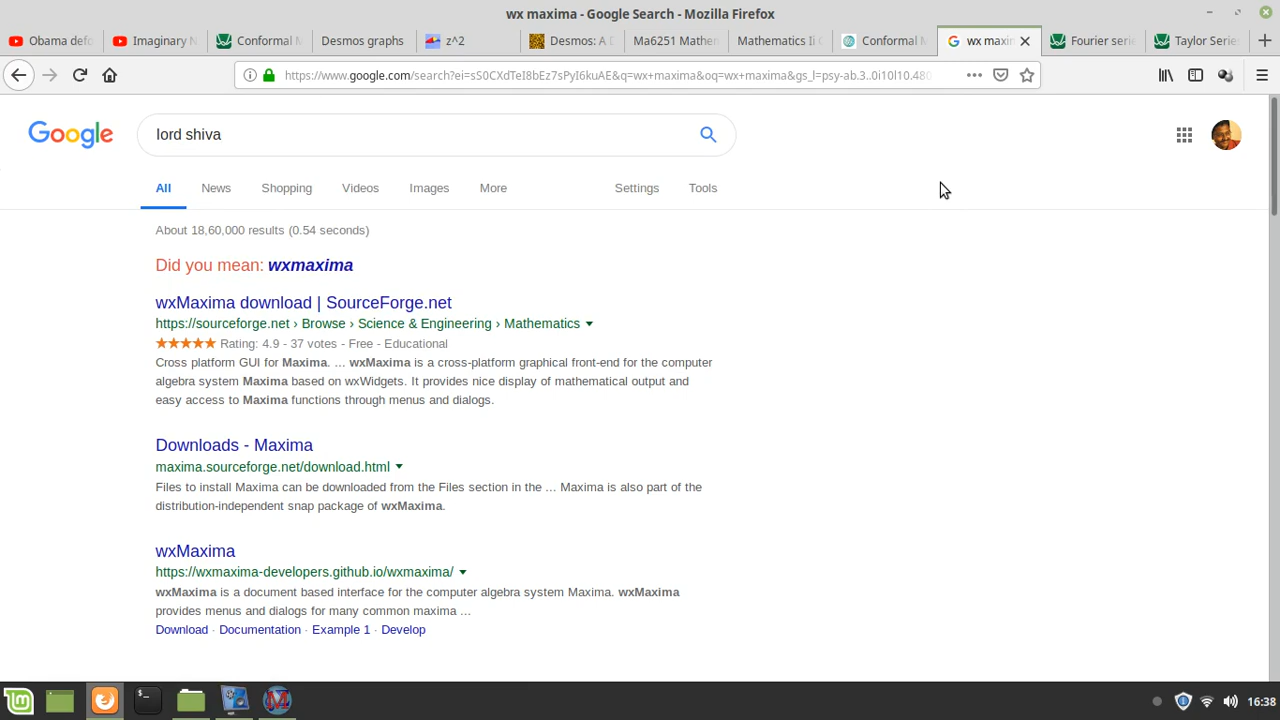 wx maxima - Google Search - Mozilla Firefox
Obama defo
Imaginary N
Conformal M
Desmos graphs
z^2
Desmos: A D
Ma6251 Mathem
Mathematics Ii C
Conformal M
wx maxim
Fourier serie
Taylor Serie
https://www.google.com/search?ei=sS0CXdTeI8bEz7sPyI6kuAE&q=wx+maxima&oq=wx+maxima&gs_l=psy-ab.3..0i10l10.480
Google
lord shiva
All News Shopping Videos Images More Settings Tools
About 18,60,000 results (0.54 seconds)
Did you mean: wxmaxima
wxMaxima download | SourceForge.net
https://sourceforge.net › Browse › Science & Engineering › Mathematics
Rating: 4.9 - 37 votes - Free - Educational
Cross platform GUI for Maxima. ... wxMaxima is a cross-platform graphical front-end for the computer
algebra system Maxima based on wxWidgets. It provides nice display of mathematical output and
easy access to Maxima functions through menus and dialogs.
Downloads - Maxima
maxima.sourceforge.net/download.html
Files to install Maxima can be downloaded from the Files section in the ... Maxima is also part of the
distribution-independent snap package of wxMaxima.
wxMaxima
https://wxmaxima-developers.github.io/wxmaxima/
wxMaxima is a document based interface for the computer algebra system Maxima. wxMaxima
provides menus and dialogs for many common maxima ...
Download · Documentation · Example 1 · Develop
16:38